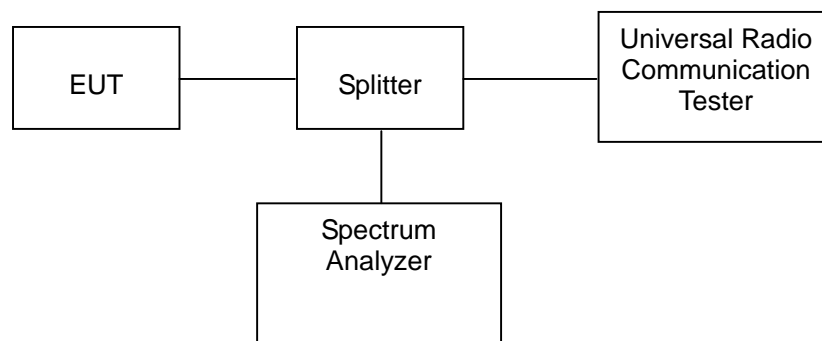 EUT
Splitter
Universal Radio
Communication
Tester
Spectrum
Analyzer